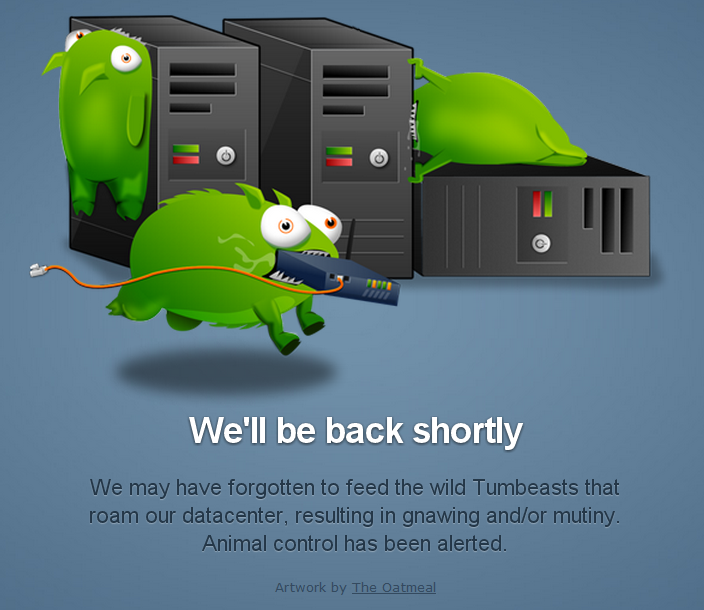 We'll be back shortly
We may have forgotten to feed the wild Tumbeasts that
roam our datacenter, resulting in gnawing and/or mutiny.
Animal control has been alerted.
Artwork by The Oatmeal